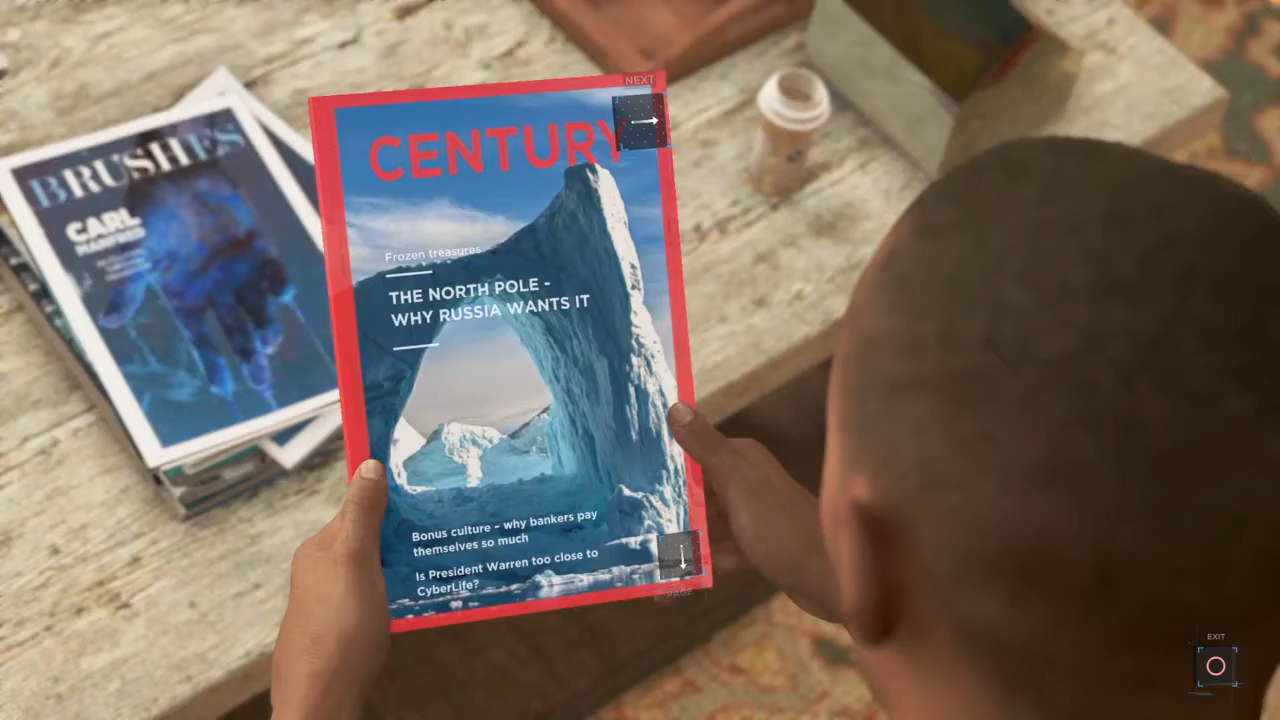 BRUSHES
CARL
MANFRED
NEXT
CENTURY
Frozen treasures
THE NORTH POLE -
WHY RUSSIA WANTS IT
Bonus culture – why bankers pay
themselves so much
Is President Warren too close to
CyberLife?
PAGE
EXIT